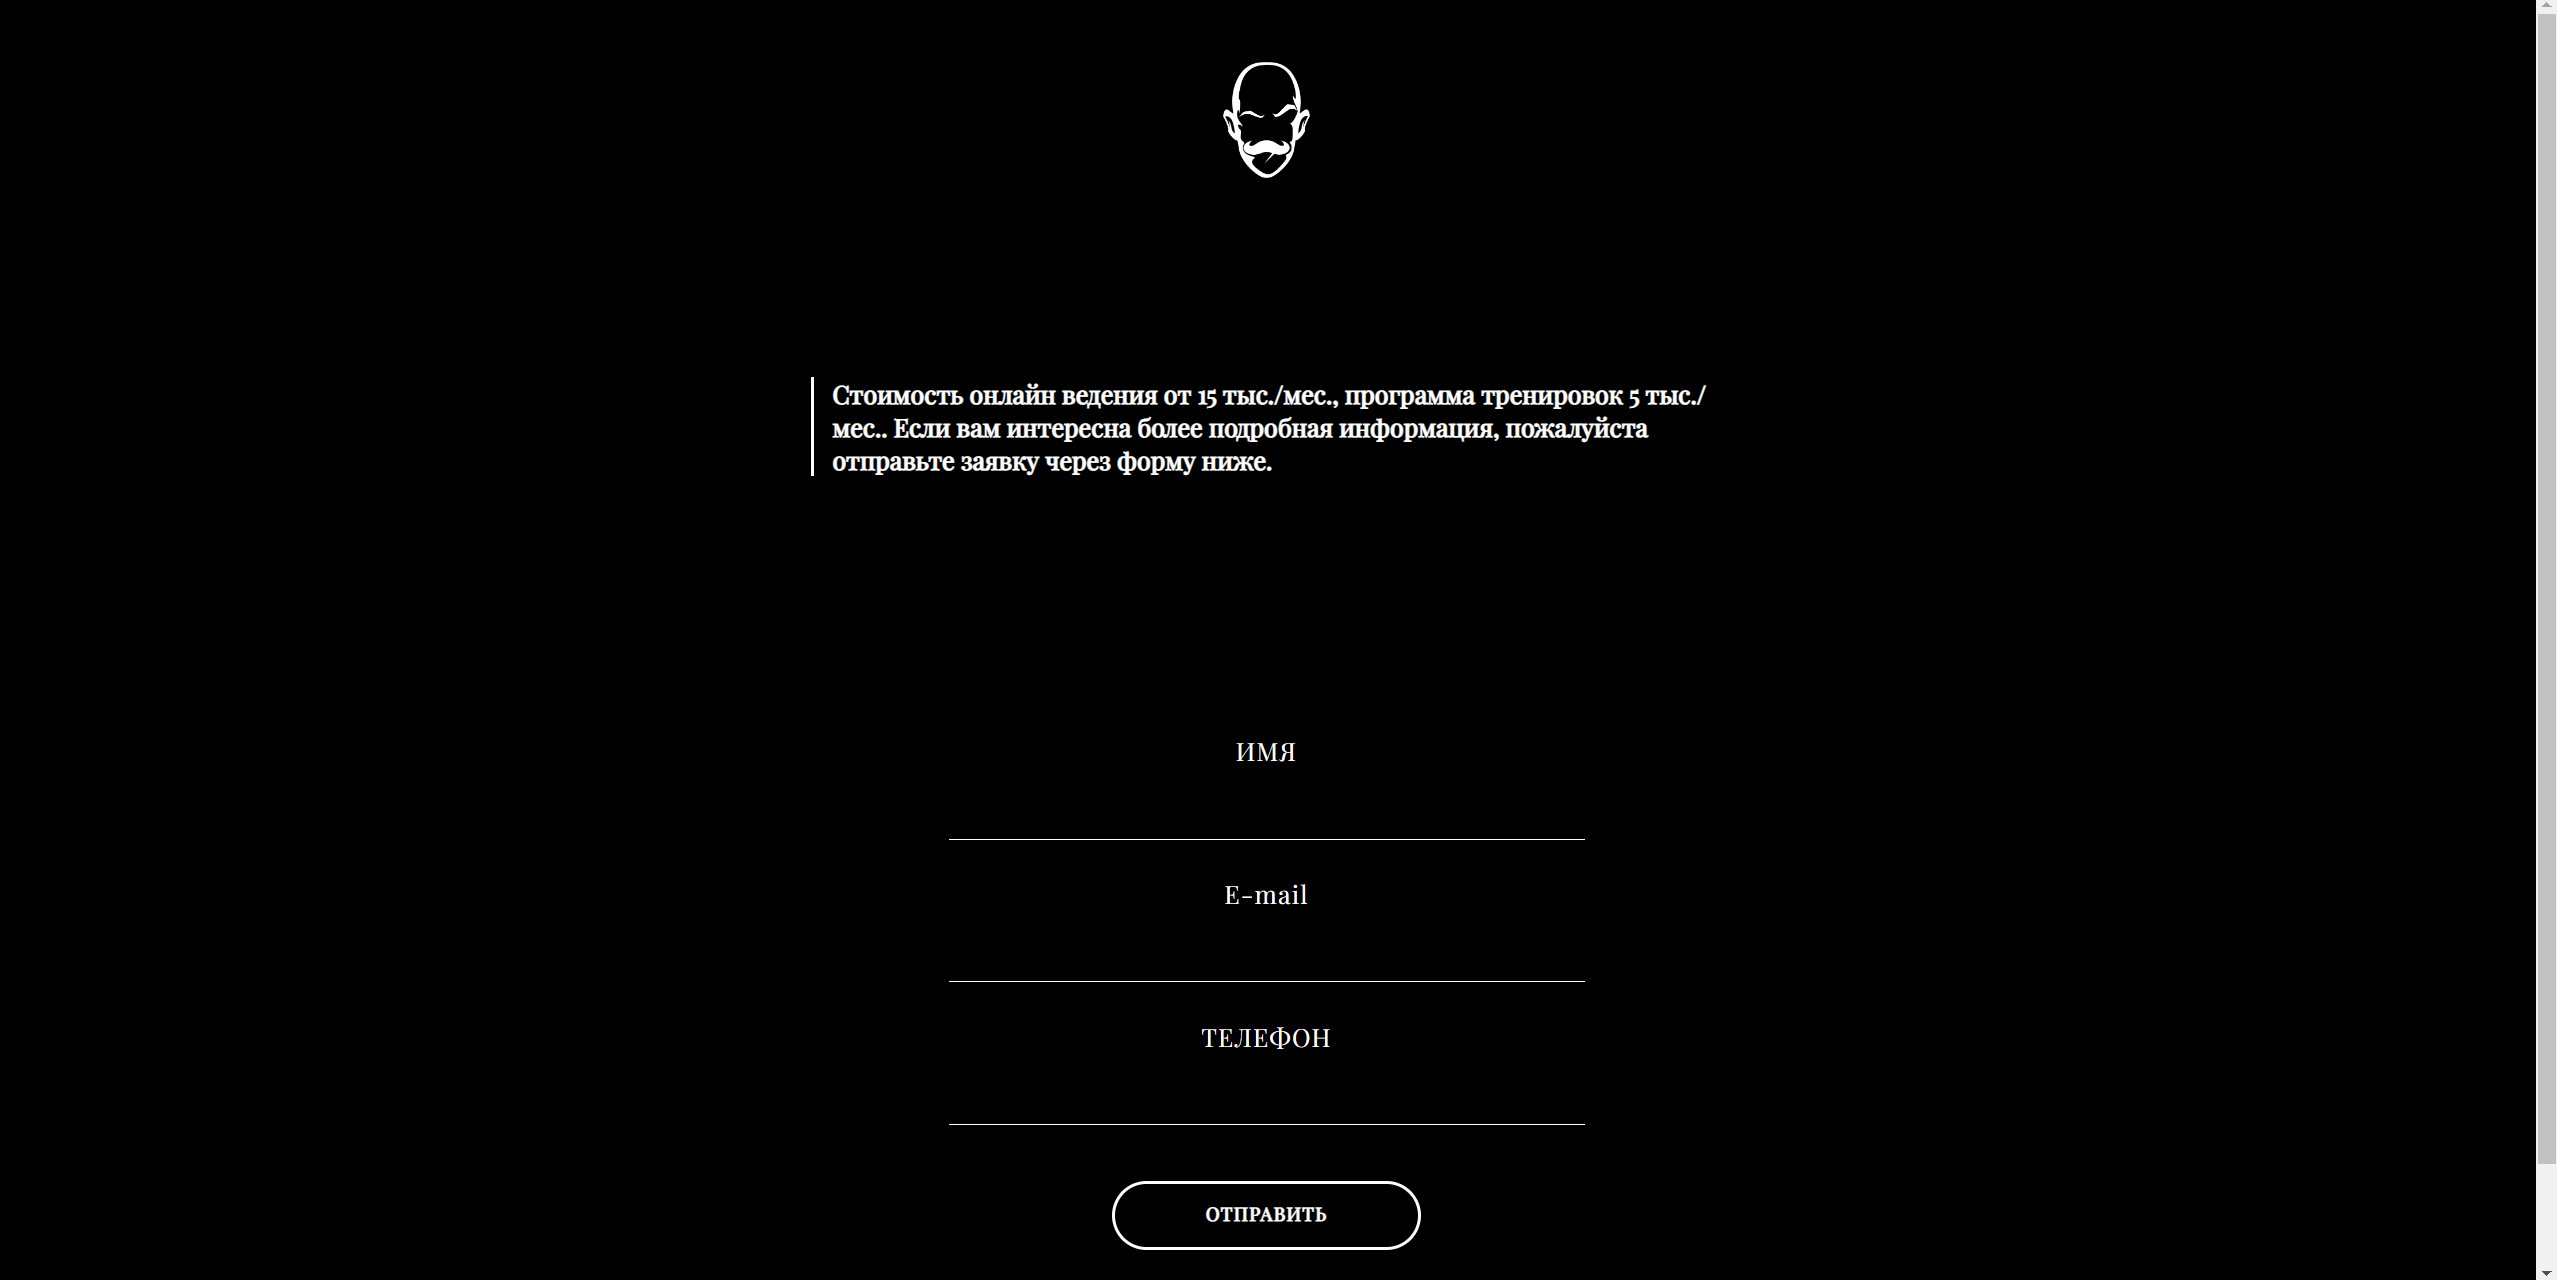 Стоимость онлайн ведения от 15 тыс./мес., программа тренировок 5 тыс./
мес.. Если вам интересна более подробная информация, пожалуйста
отправьте заявку через форму ниже.
ИМЯ
E-mail
ТЕЛЕФОН
ОТПРАВИТЬ